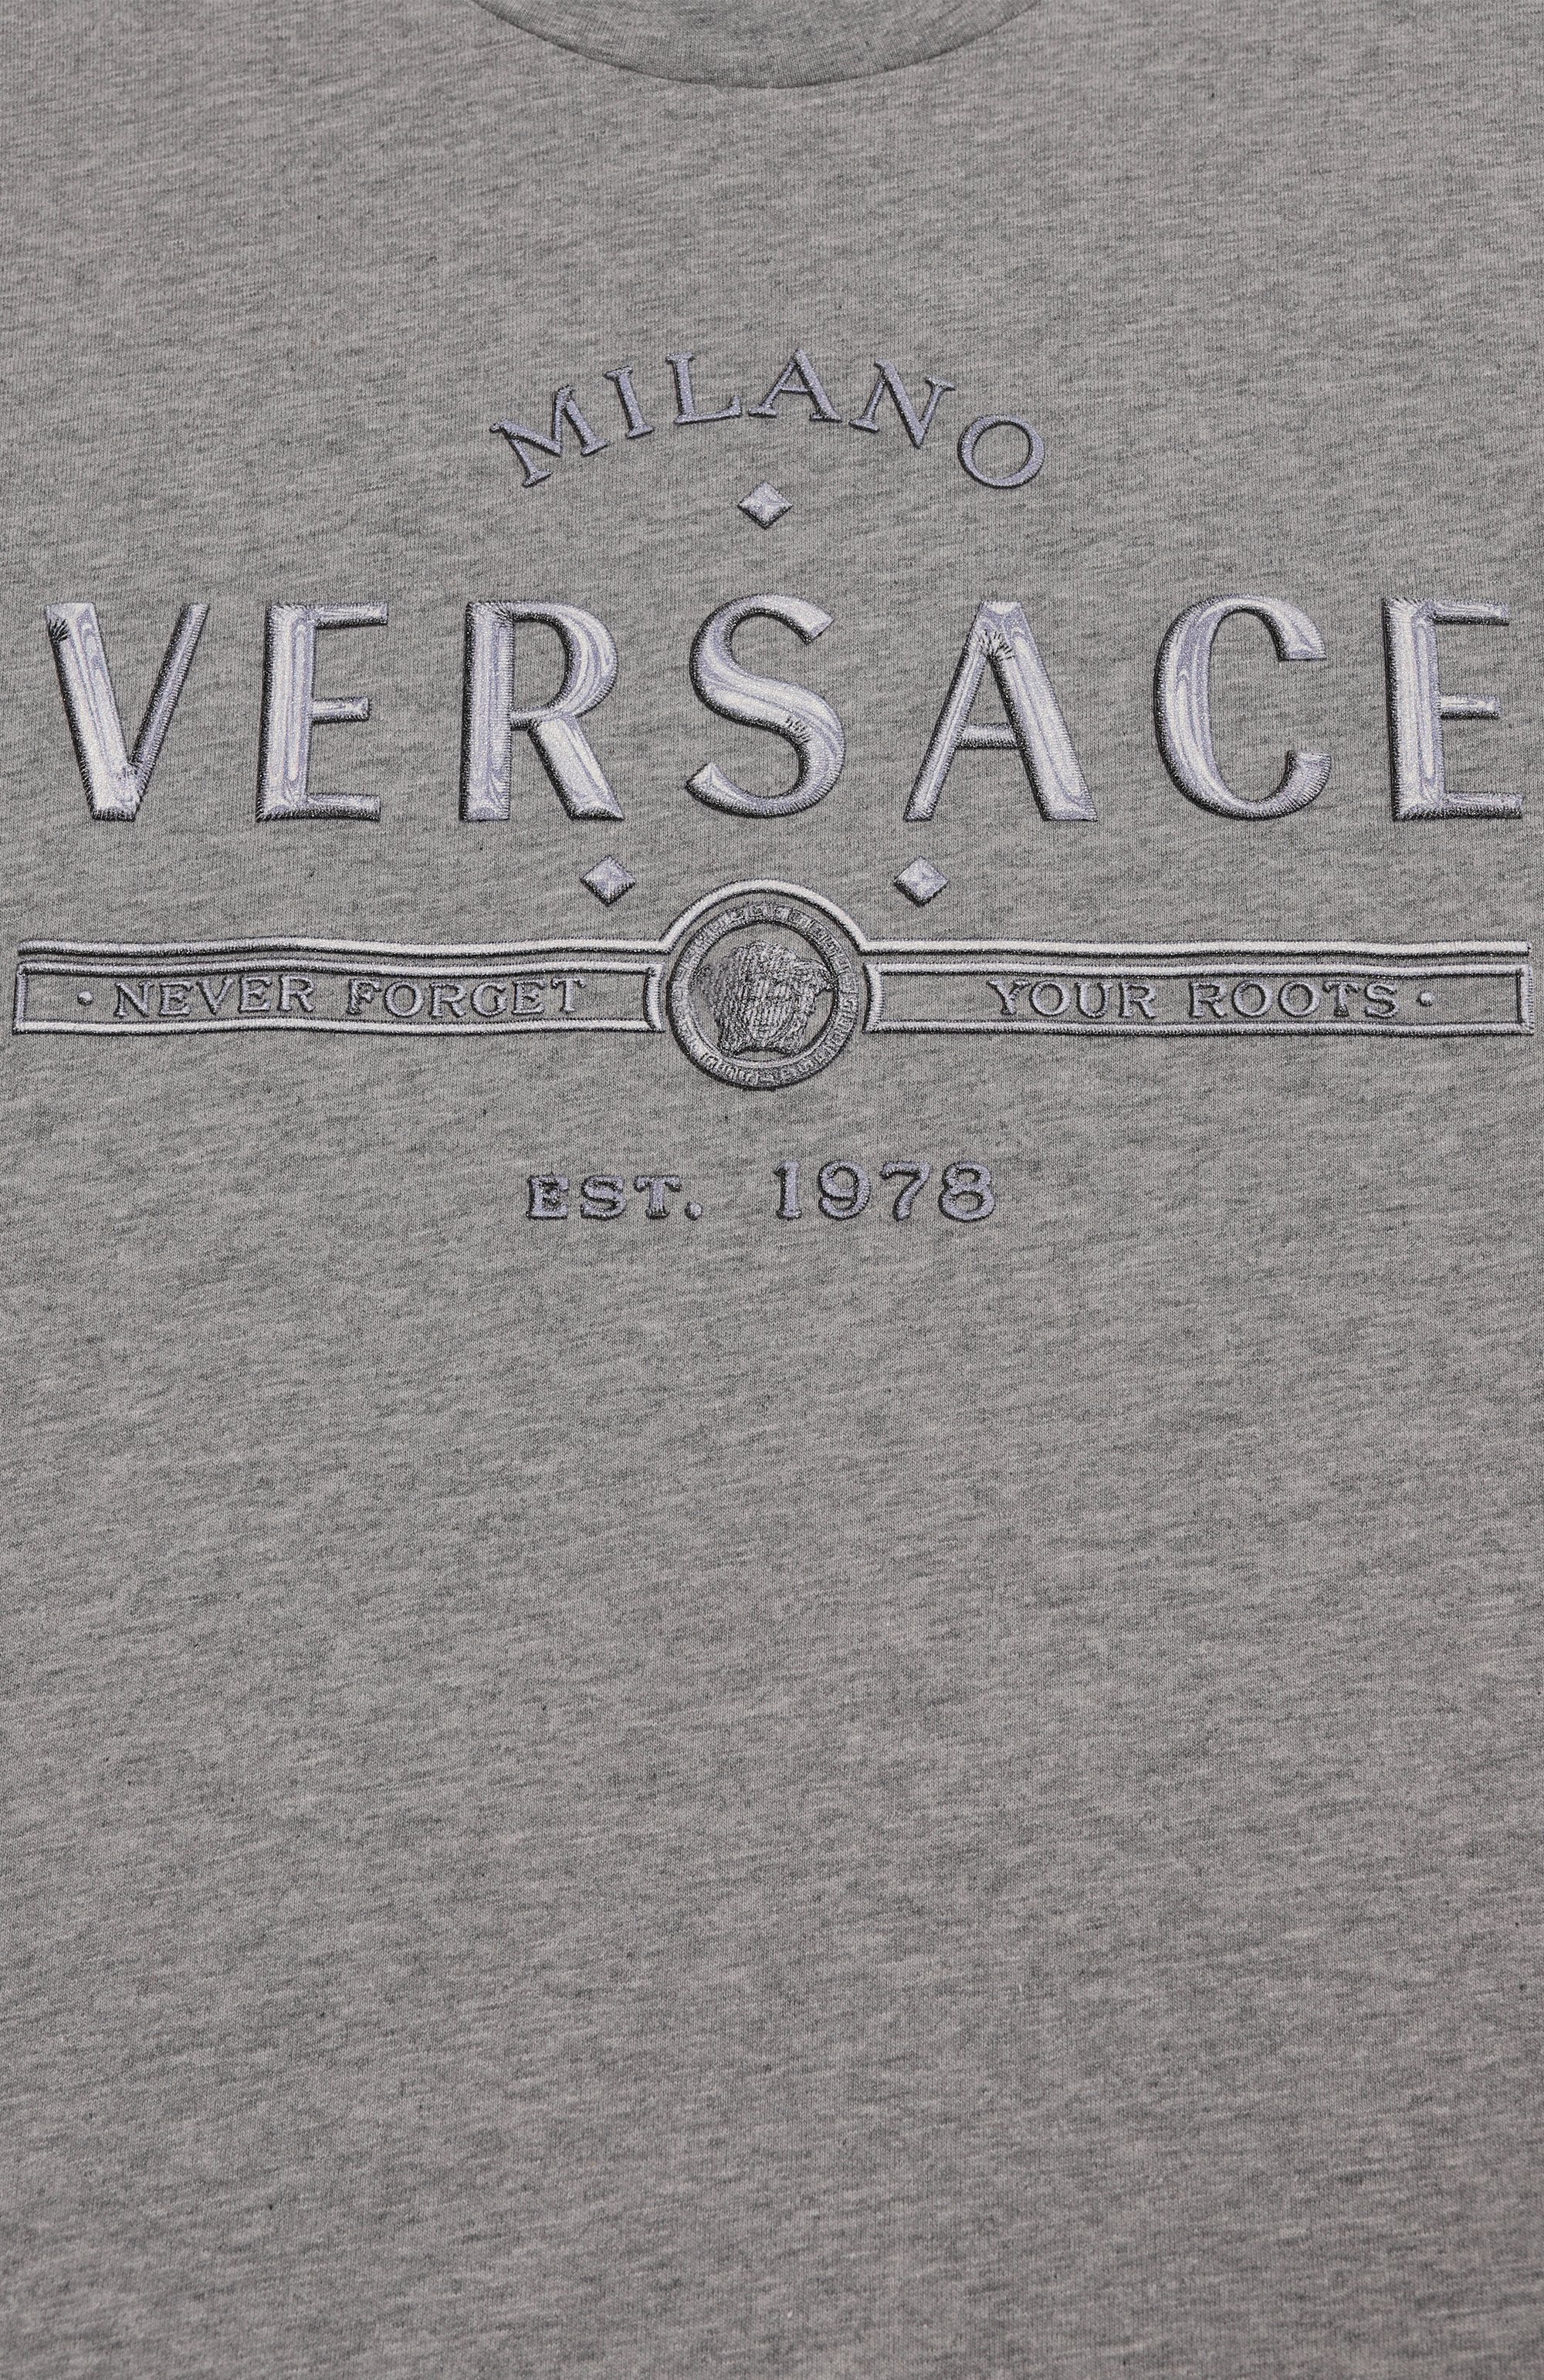 MILANO
VERSACE
· NEVER FORGET YOUR ROOTS ·
EST. 1978